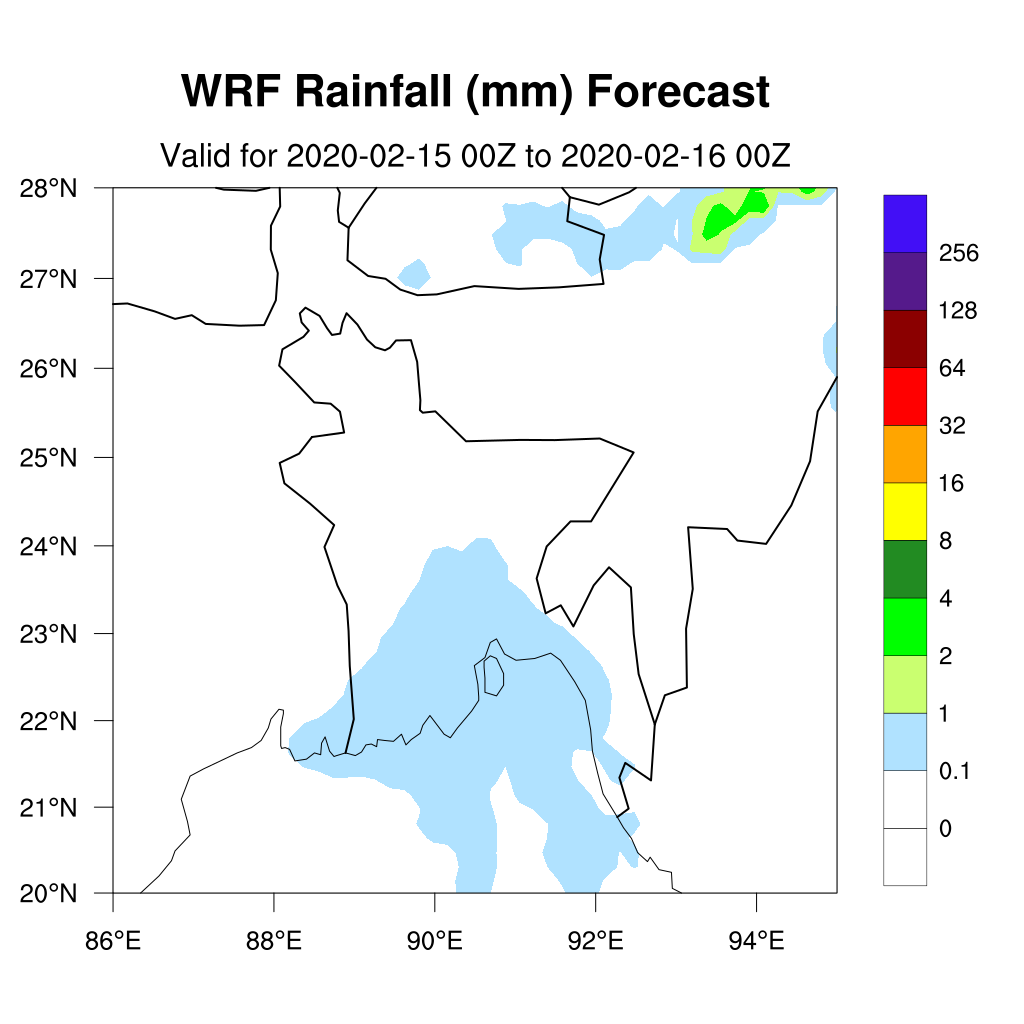 WRF Rainfall (mm) Forecast
Valid for 2020-02-15 00Z to 2020-02-16 00Z
28°N
27°N
26°N
25°N
24°N
23°N
22°N
21°N
20°N
86°E 88°E 90°E 92°E 94°E
256
128
64
32
16
8
4
2
1
0.1
0